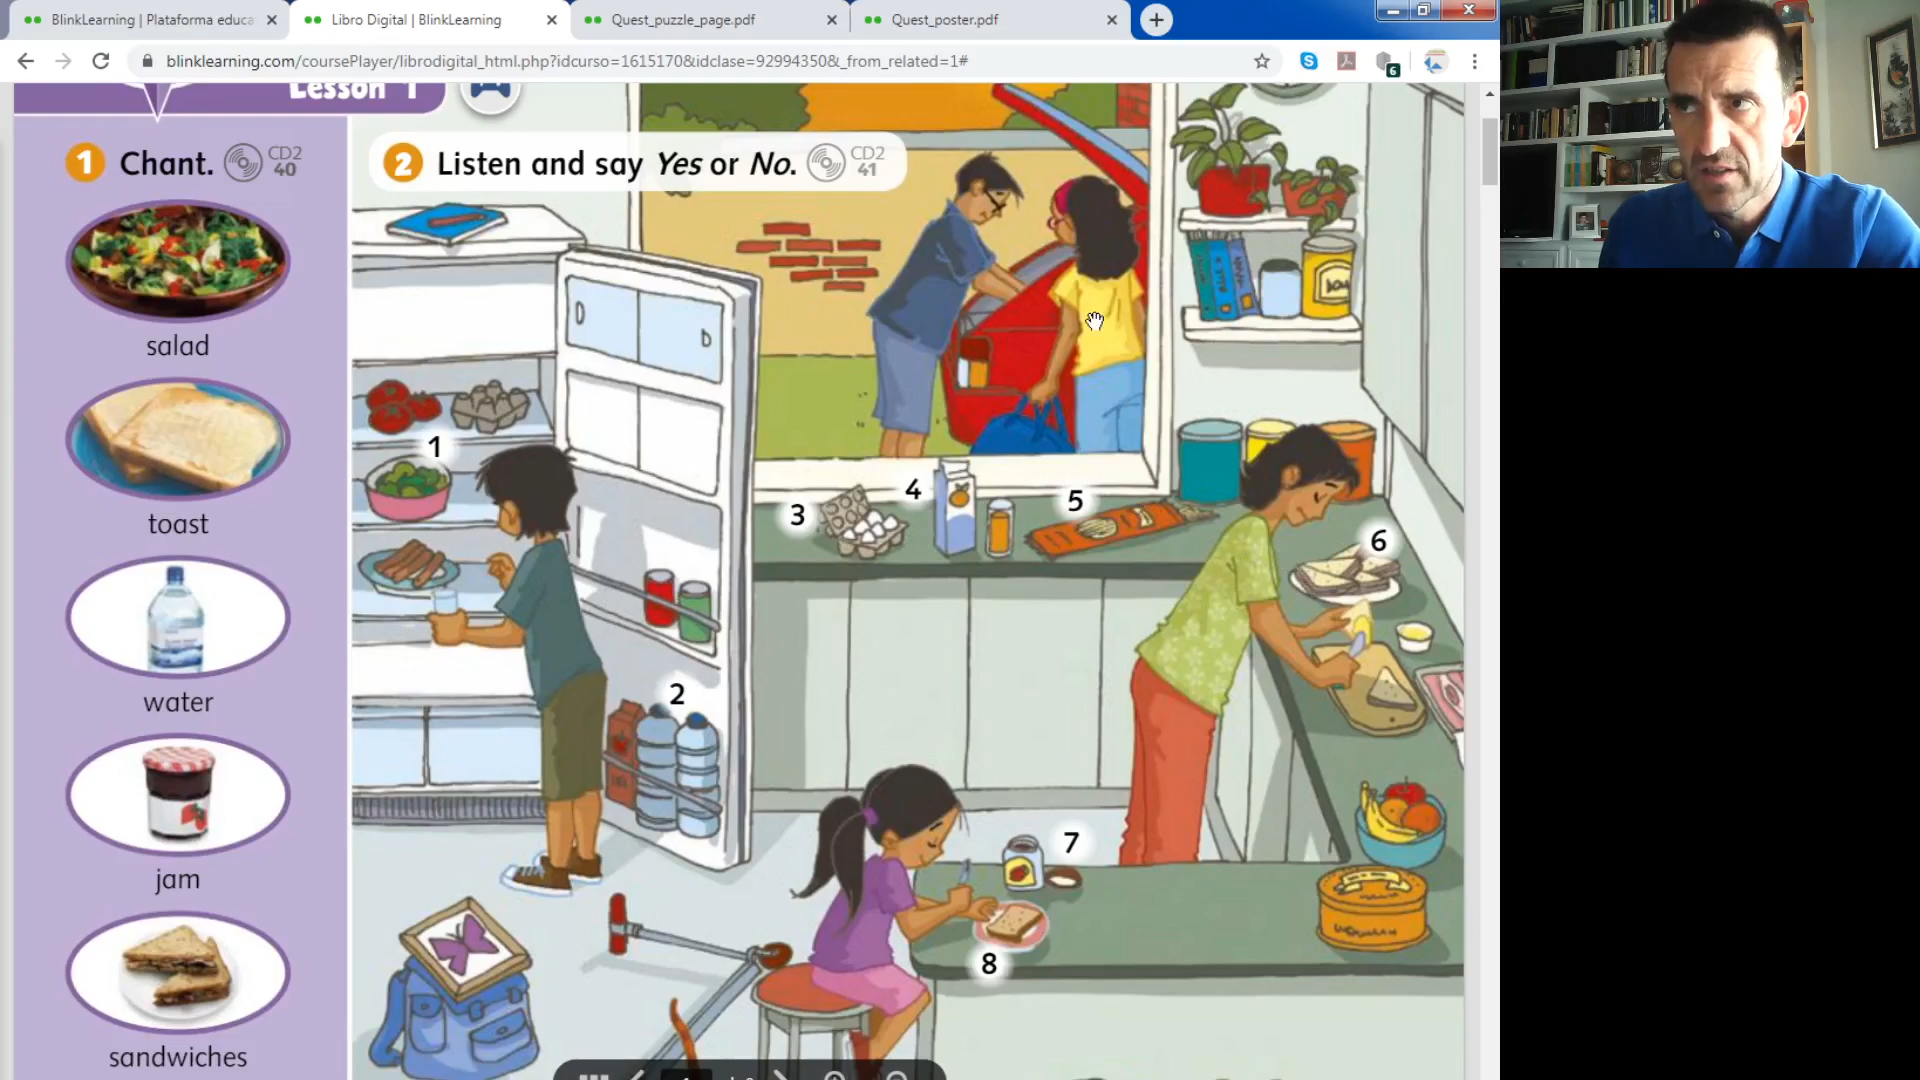 BlinkLearning | Plataforma educa
Libro Digital | BlinkLearning
Quest_puzzle_page.pdf
Quest_poster.pdf
blinklearning.com/coursePlayer/librodigital_html.php?idcurso=1615170&idclase=92994350&_from_related=1#
6
Lesson 1
1 Chant. CD2 40
2 Listen and say Yes or No. CD2 41
salad
toast
water
jam
sandwiches
1
2
3
4
5
6
7
8